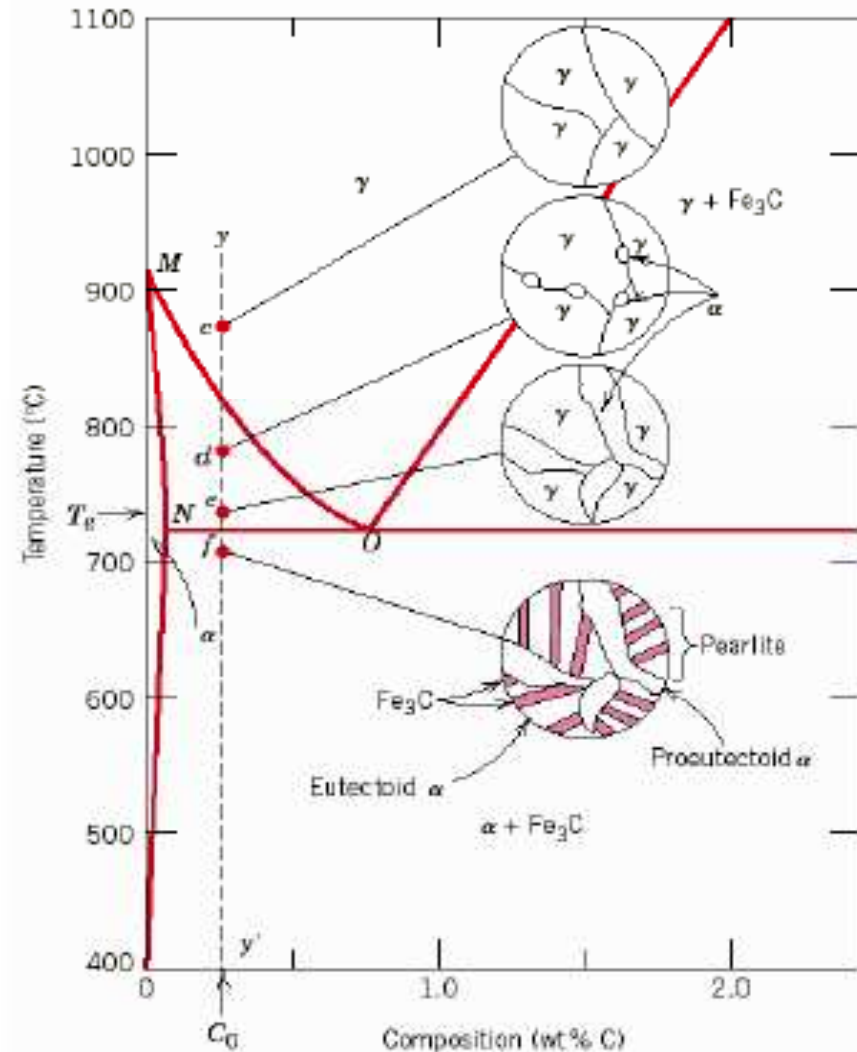 1100
γ
γ
γ
γ
1000
γ
γ + Fe₃C
y
M
γ
γ
900
c
γ
γ
α
Temperature (°C)
800
γ
γ
d
γ
γ
e
Tₑ
N
O
700
f
α
Pearlite
Fe₃C
600
Proeutectoid α
Eutectoid α
α + Fe₃C
500
y'
400
0
1.0
2.0
C₀
Composition (wt% C)